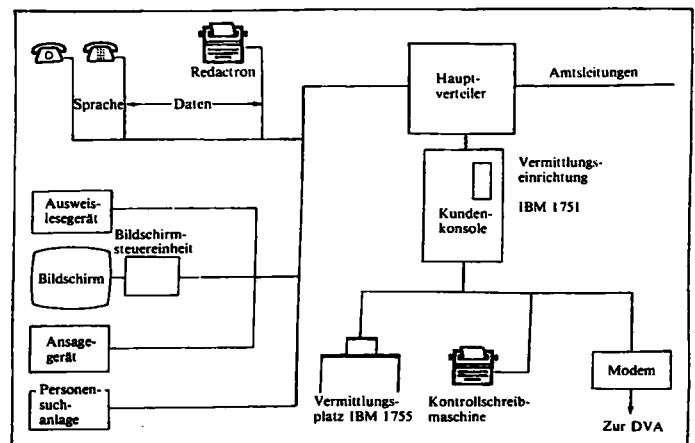 Redactron
Sprache
Daten
Haupt-
verteiler
Amtsleitungen
Vermittlungs-
einrichtung
IBM 1751
Kunden-
konsole
Ausweis-
lesegerät
Bildschirm-
steuereinheit
Bildschirm
Ansage-
gerät
Personen-
such-
anlage
Vermittlungs-
platz IBM 1755
Kontrollschreib-
maschine
Modem
Zur DVA